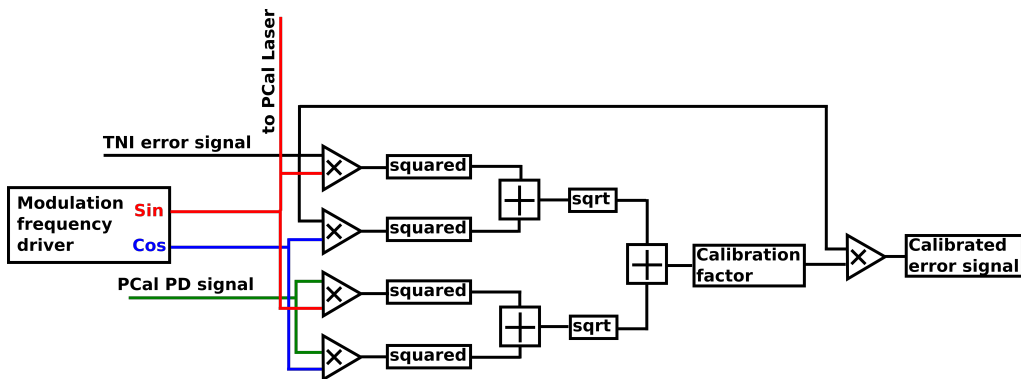 to PCal Laser
TNI error signal
squared
Modulation
frequency
driver
Sin
Cos
squared
sqrt
PCal PD signal
squared
squared
sqrt
Calibration
factor
Calibrated
error signal